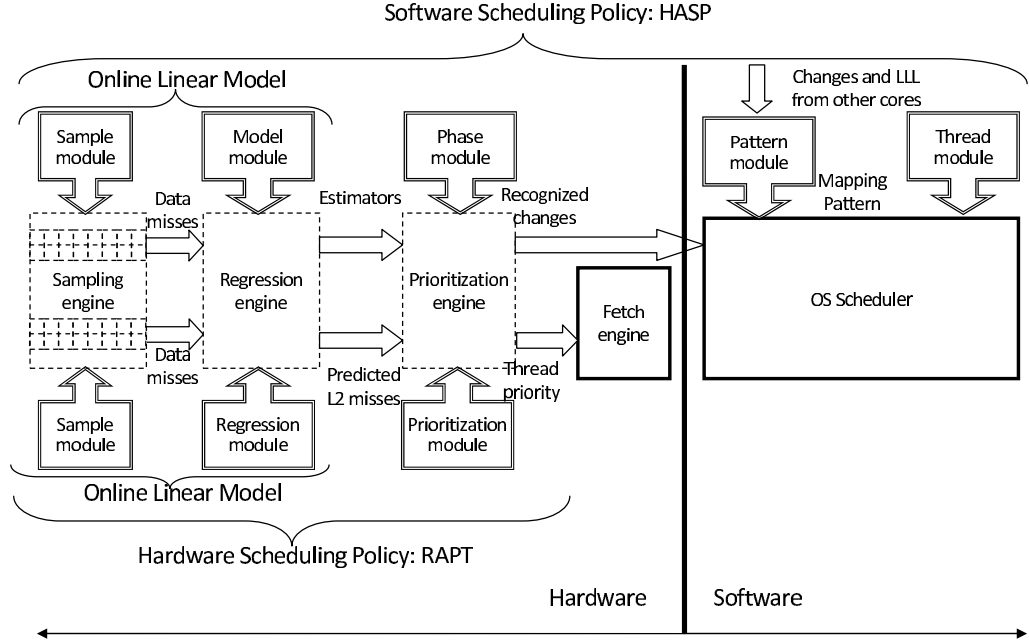 Software Scheduling Policy: HASP
Online Linear Model
Changes and LLL
from other cores
Sample
module
Model
module
Phase
module
Pattern
module
Thread
module
Data
misses
Estimators
Recognized
changes
Mapping
Pattern
Sampling
engine
Regression
engine
Prioritization
engine
Fetch
engine
OS Scheduler
Data
misses
Predicted
L2 misses
Thread
priority
Sample
module
Regression
module
Prioritization
module
Online Linear Model
Hardware Scheduling Policy: RAPT
Hardware
Software